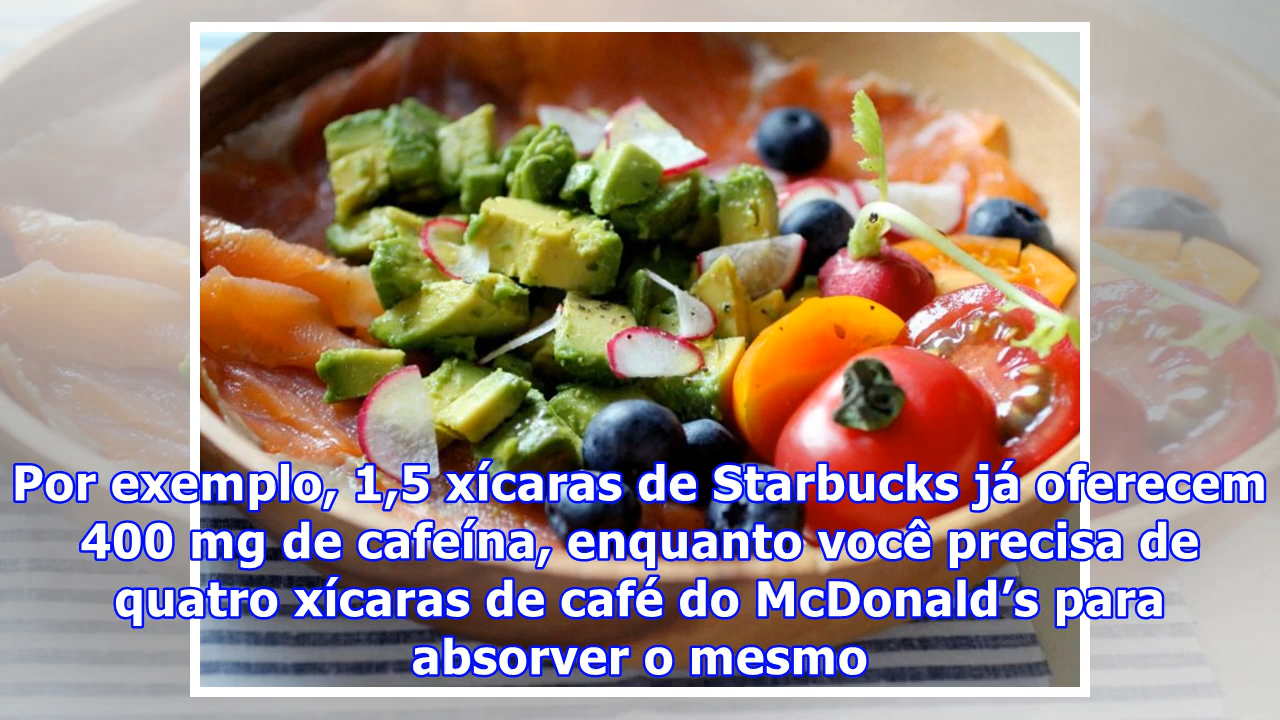 Por exemplo, 1,5 xícaras de Starbucks já oferecem
400 mg de cafeína, enquanto você precisa de
quatro xícaras de café do McDonald’s para
absorver o mesmo